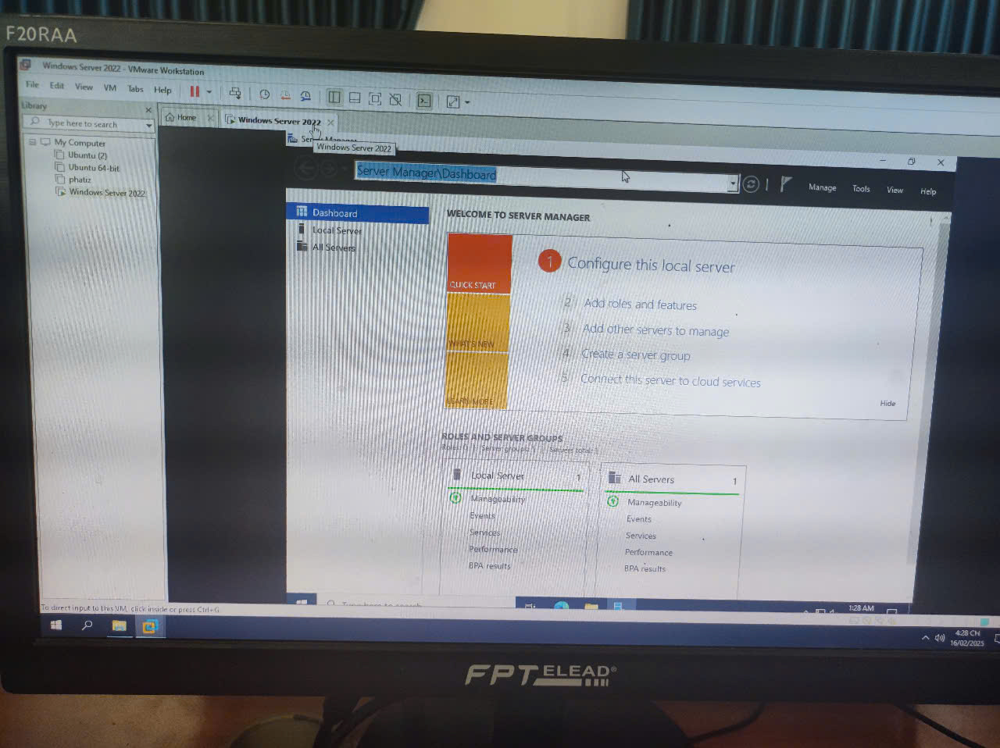 F20RAA
Windows Server 2022 - VMware Workstation
File Edit View VM Tabs Help
Library
Type here to search
Home
Windows Server 2022
Windows Server 2022
My Computer
Ubuntu (2)
Ubuntu 64-bit
phatiz
Windows Server 2022
Server Manager
Server Manager\Dashboard
Manage Tools View Help
Dashboard
Local Server
All Servers
WELCOME TO SERVER MANAGER
QUICK START
WHAT'S NEW
LEARN MORE
1 Configure this local server
2 Add roles and features
3 Add other servers to manage
4 Create a server group
5 Connect this server to cloud services
Hide
ROLES AND SERVER GROUPS
Roles: 0 | Server groups: 1 | Servers total: 1
Local Server 1
Manageability
Events
Services
Performance
BPA results
All Servers 1
Manageability
Events
Services
Performance
BPA results
Type here to search
1:28 AM
To direct input to this VM, click inside or press Ctrl+G.
4:28 CH
16/02/2025
FPT ELEAD®